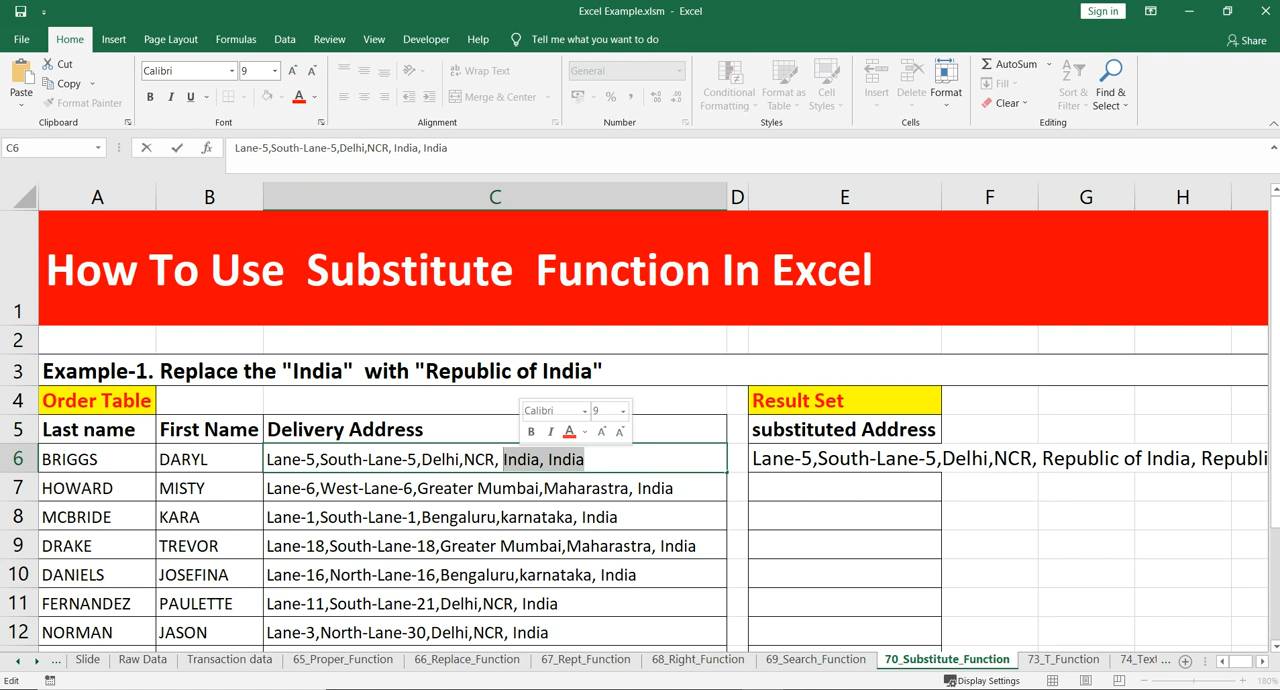 Excel Example.xlsm - Excel
Sign in
File Home Insert Page Layout Formulas Data Review View Developer Help Tell me what you want to do Share
Paste Cut Copy Format Painter Clipboard
Calibri 9 B I U A Font
Wrap Text Merge & Center Alignment
General % , Number
Conditional Formatting Format as Table Cell Styles Styles
Insert Delete Format Cells
AutoSum Fill Clear Sort & Filter Find & Select Editing
C6 fx Lane-5,South-Lane-5,Delhi,NCR, India, India
A B C D E F G H
1 How To Use Substitute Function In Excel
2
3 Example-1. Replace the "India" with "Republic of India"
4 Order Table Result Set
Calibri 9
B I A
5 Last name First Name Delivery Address substituted Address
6 BRIGGS DARYL Lane-5,South-Lane-5,Delhi,NCR, India, India Lane-5,South-Lane-5,Delhi,NCR, Republic of India, Republi
7 HOWARD MISTY Lane-6,West-Lane-6,Greater Mumbai,Maharastra, India
8 MCBRIDE KARA Lane-1,South-Lane-1,Bengaluru,karnataka, India
9 DRAKE TREVOR Lane-18,South-Lane-18,Greater Mumbai,Maharastra, India
10 DANIELS JOSEFINA Lane-16,North-Lane-16,Bengaluru,karnataka, India
11 FERNANDEZ PAULETTE Lane-11,South-Lane-21,Delhi,NCR, India
12 NORMAN JASON Lane-3,North-Lane-30,Delhi,NCR, India
... Slide Raw Data Transaction data 65_Proper_Function 66_Replace_Function 67_Rept_Function 68_Right_Function 69_Search_Function 70_Substitute_Function 73_T_Function 74_Text ...
Edit Display Settings 180%